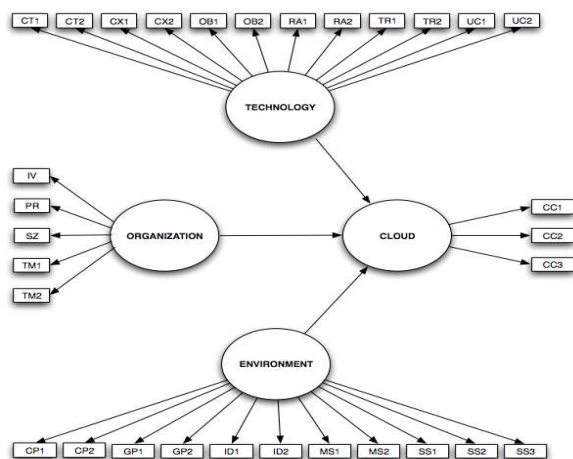 CT1 CT2 CX1 CX2 OB1 OB2 RA1 RA2 TR1 TR2 UC1 UC2
TECHNOLOGY
IV
PR
SZ
TM1
TM2
ORGANIZATION
CLOUD
CC1
CC2
CC3
ENVIRONMENT
CP1 CP2 GP1 GP2 ID1 ID2 MS1 MS2 SS1 SS2 SS3